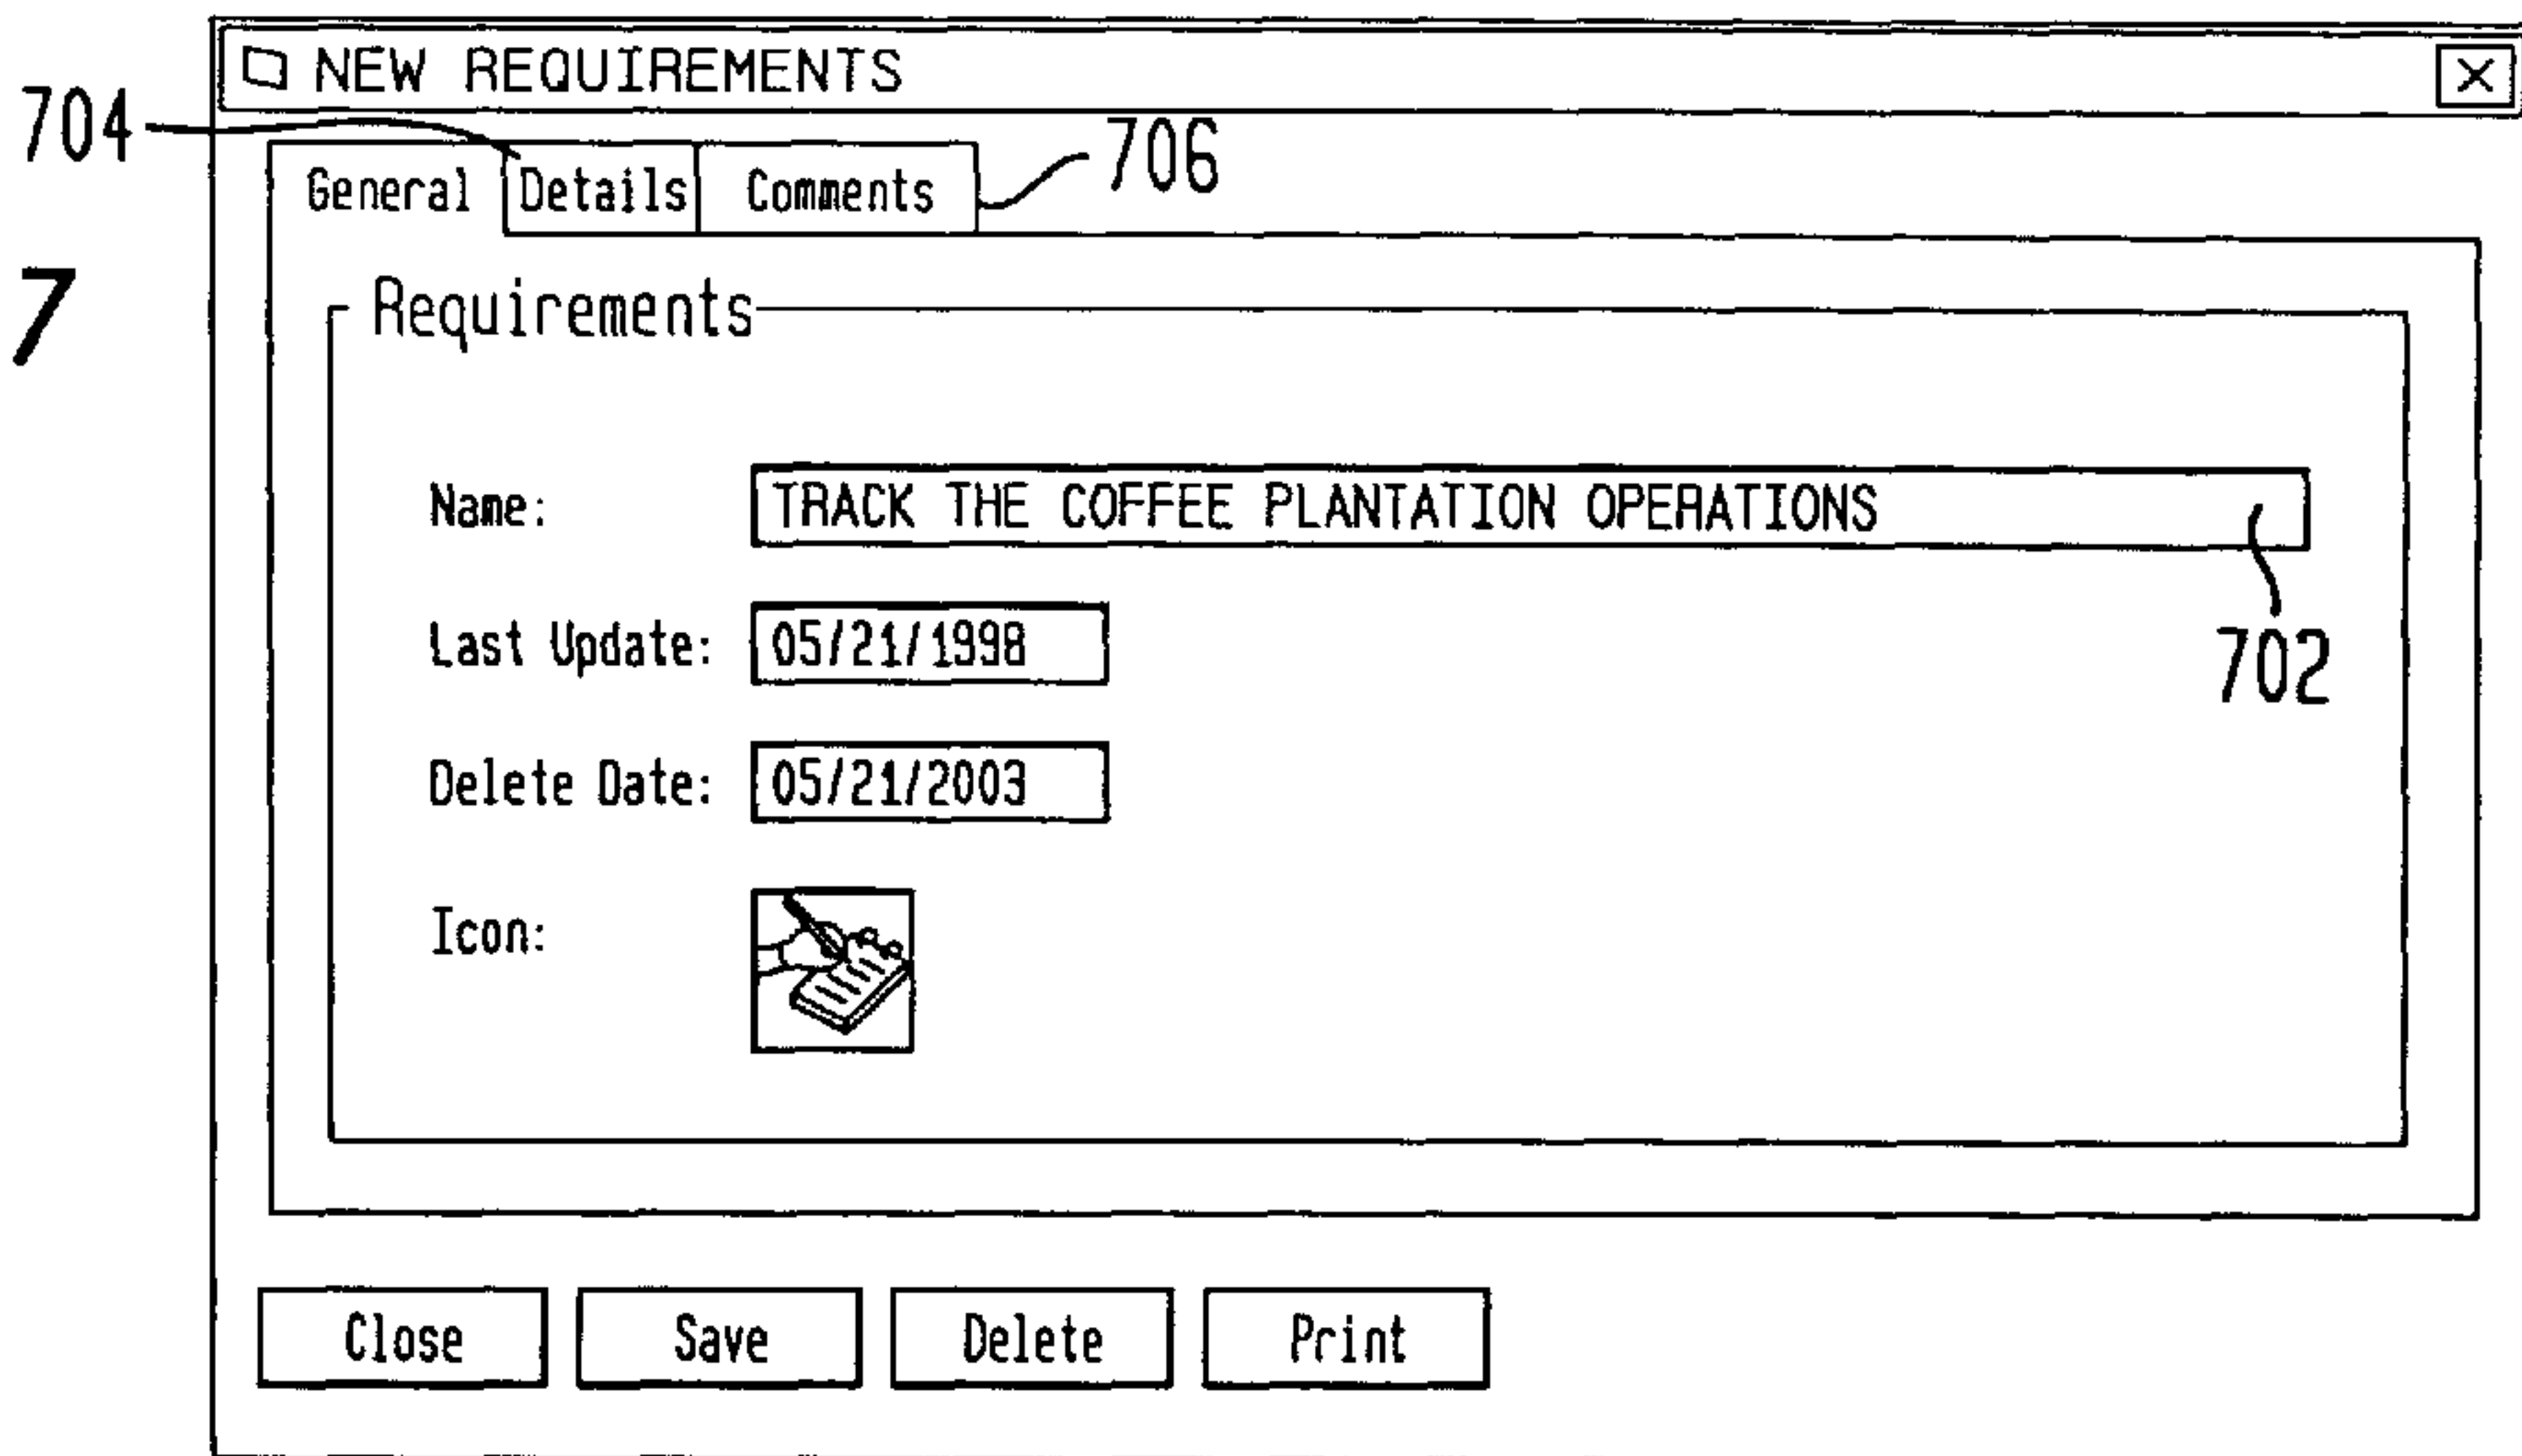 NEW REQUIREMENTS
704
706
General Details Comments
7
Requirements
Name: TRACK THE COFFEE PLANTATION OPERATIONS
Last Update: 05/21/1998
702
Delete Date: 05/21/2003
Icon:
Close Save Delete Print